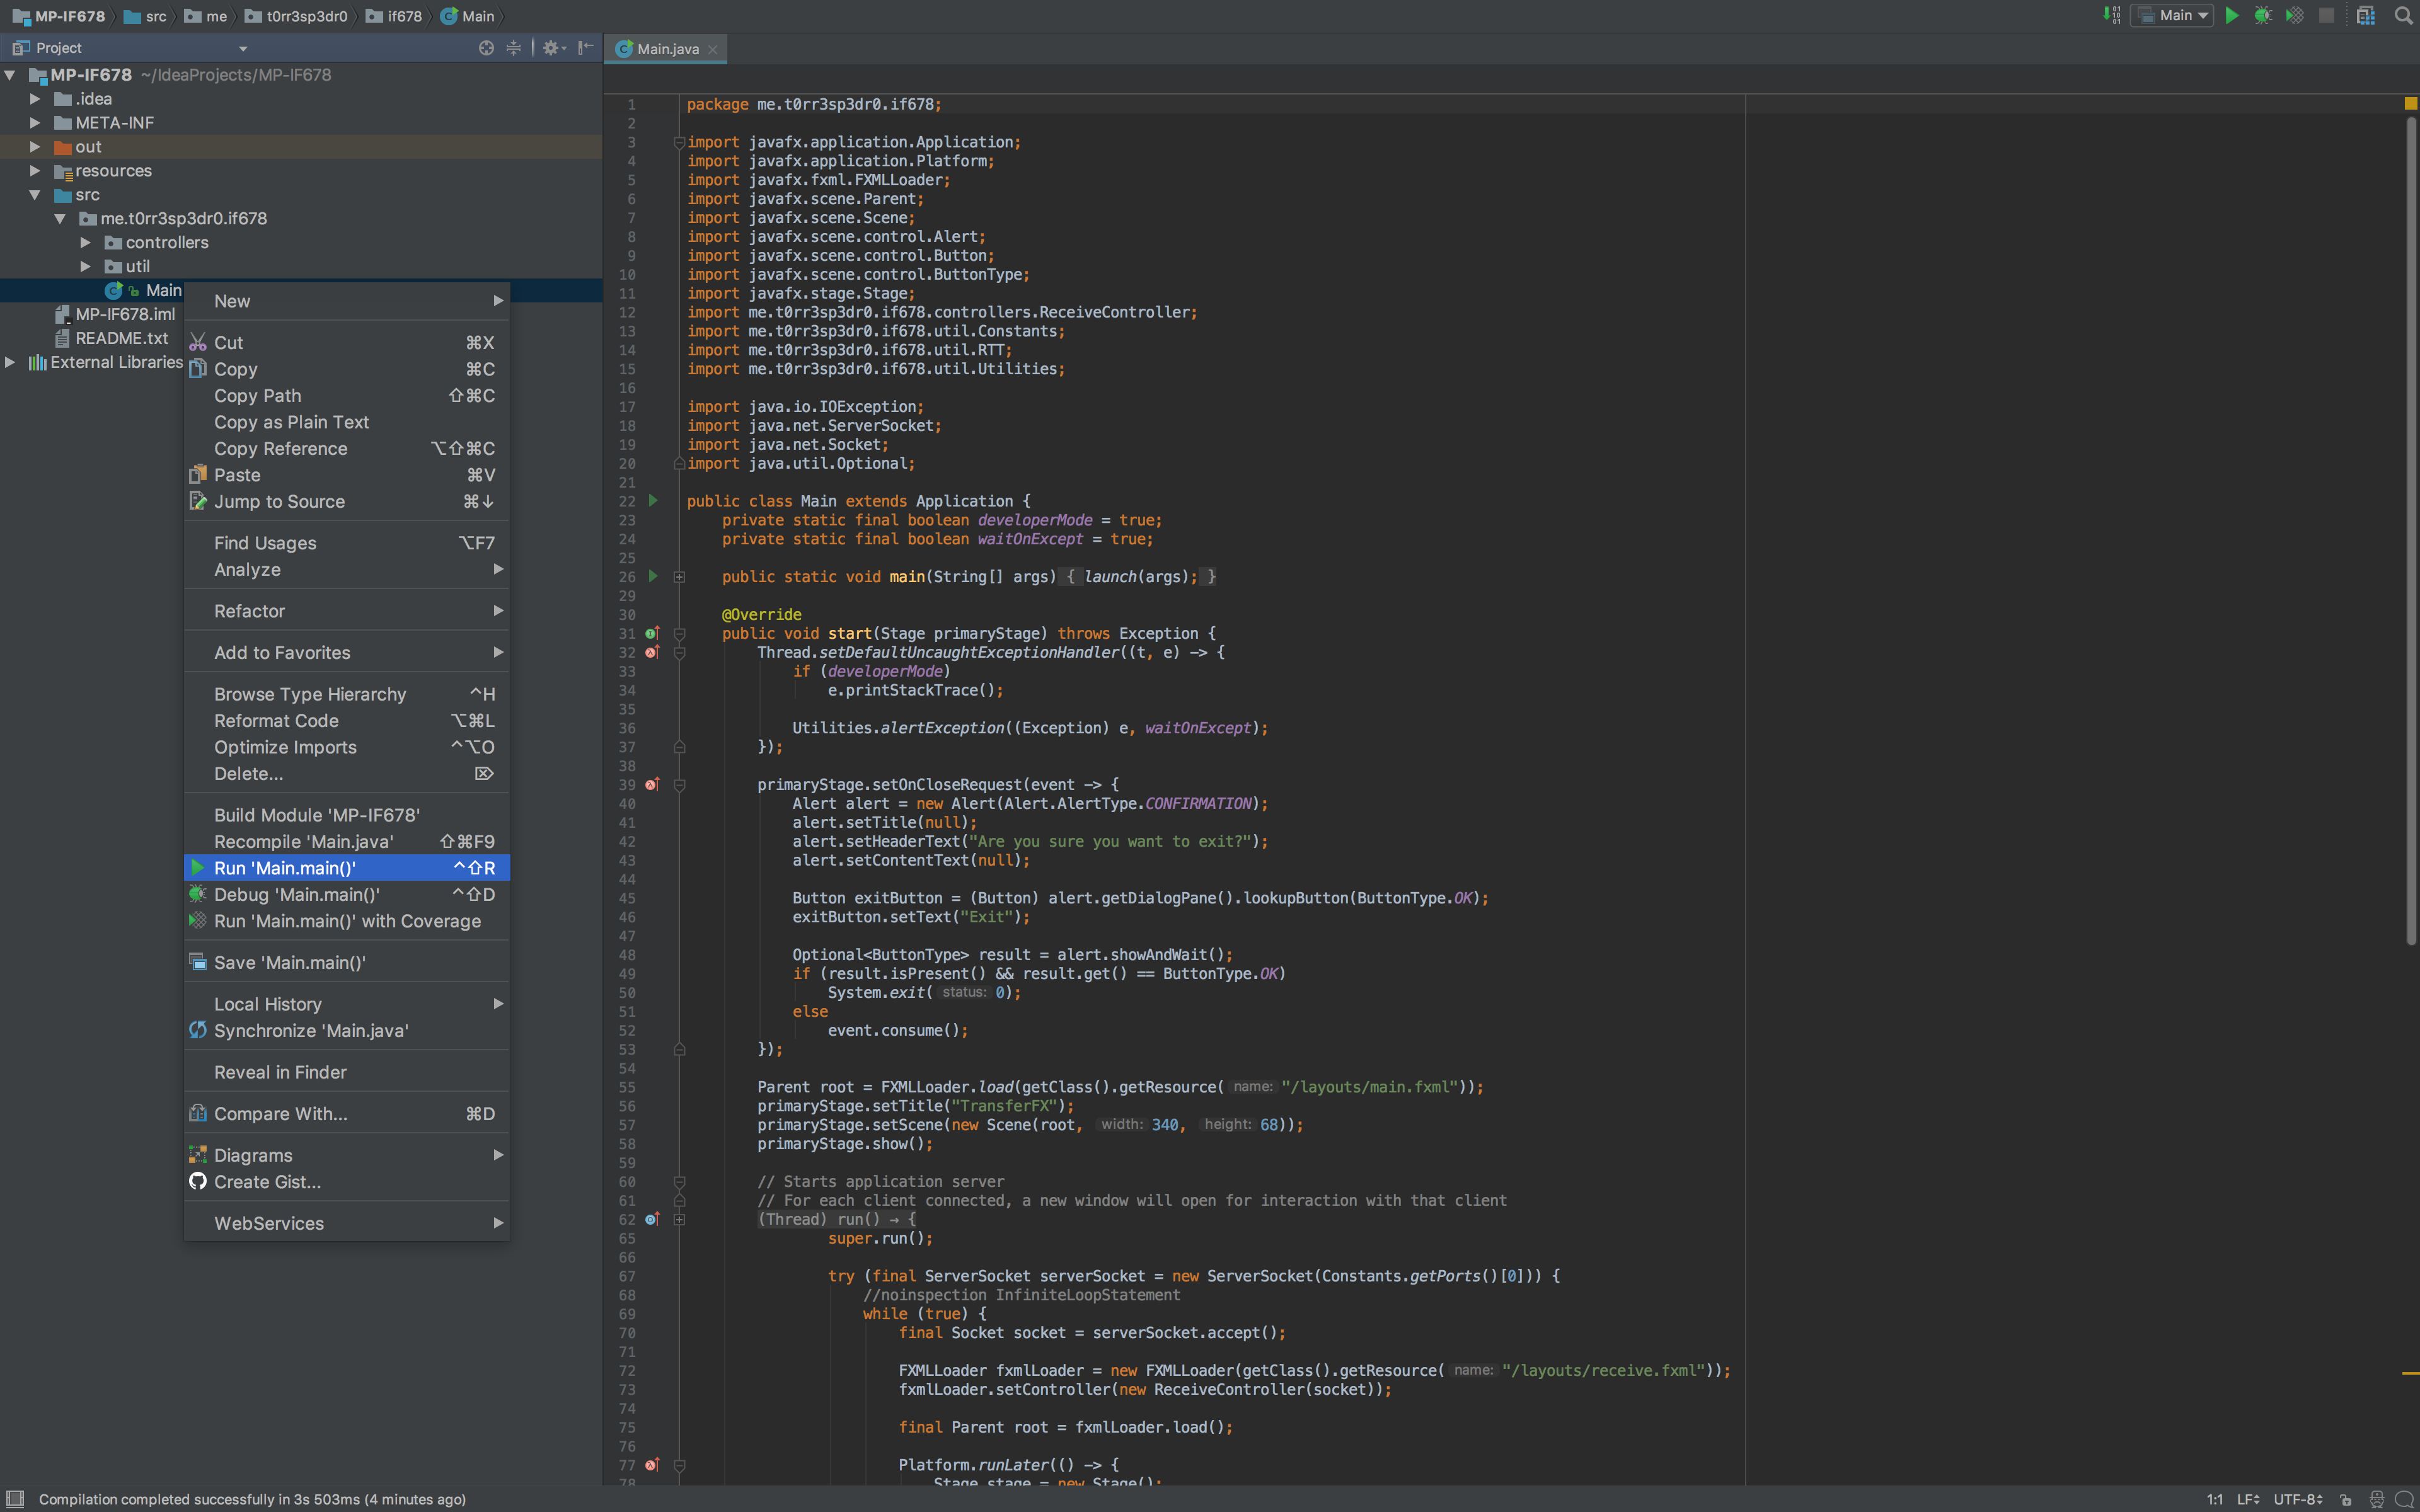 MP-IF678 src me t0rr3sp3dr0 if678 Main
Main
Project
Main.java
MP-IF678 ~/IdeaProjects/MP-IF678
.idea
META-INF
out
resources
src
me.t0rr3sp3dr0.if678
controllers
util
Main
MP-IF678.iml
README.txt
External Libraries
New
Cut ⌘X
Copy ⌘C
Copy Path ⇧⌘C
Copy as Plain Text
Copy Reference ⌥⇧⌘C
Paste ⌘V
Jump to Source ⌘↓
Find Usages ⌥F7
Analyze
Refactor
Add to Favorites
Browse Type Hierarchy ^H
Reformat Code ⌥⌘L
Optimize Imports ^⌥O
Delete... ⌦
Build Module 'MP-IF678'
Recompile 'Main.java' ⇧⌘F9
Run 'Main.main()' ^⇧R
Debug 'Main.main()' ^⇧D
Run 'Main.main()' with Coverage
Save 'Main.main()'
Local History
Synchronize 'Main.java'
Reveal in Finder
Compare With... ⌘D
Diagrams
Create Gist...
WebServices
1 package me.t0rr3sp3dr0.if678;
2
3 import javafx.application.Application;
4 import javafx.application.Platform;
5 import javafx.fxml.FXMLLoader;
6 import javafx.scene.Parent;
7 import javafx.scene.Scene;
8 import javafx.scene.control.Alert;
9 import javafx.scene.control.Button;
10 import javafx.scene.control.ButtonType;
11 import javafx.stage.Stage;
12 import me.t0rr3sp3dr0.if678.controllers.ReceiveController;
13 import me.t0rr3sp3dr0.if678.util.Constants;
14 import me.t0rr3sp3dr0.if678.util.RTT;
15 import me.t0rr3sp3dr0.if678.util.Utilities;
16
17 import java.io.IOException;
18 import java.net.ServerSocket;
19 import java.net.Socket;
20 import java.util.Optional;
21
22 public class Main extends Application {
23 private static final boolean developerMode = true;
24 private static final boolean waitOnExcept = true;
25
26 public static void main(String[] args) { launch(args); }
29
30 @Override
31 public void start(Stage primaryStage) throws Exception {
32 Thread.setDefaultUncaughtExceptionHandler((t, e) -> {
33 if (developerMode)
34 e.printStackTrace();
35
36 Utilities.alertException((Exception) e, waitOnExcept);
37 });
38
39 primaryStage.setOnCloseRequest(event -> {
40 Alert alert = new Alert(Alert.AlertType.CONFIRMATION);
41 alert.setTitle(null);
42 alert.setHeaderText("Are you sure you want to exit?");
43 alert.setContentText(null);
44
45 Button exitButton = (Button) alert.getDialogPane().lookupButton(ButtonType.OK);
46 exitButton.setText("Exit");
47
48 Optional<ButtonType> result = alert.showAndWait();
49 if (result.isPresent() && result.get() == ButtonType.OK)
50 System.exit( status: 0);
51 else
52 event.consume();
53 });
54
55 Parent root = FXMLLoader.load(getClass().getResource( name: "/layouts/main.fxml"));
56 primaryStage.setTitle("TransferFX");
57 primaryStage.setScene(new Scene(root, width: 340, height: 68));
58 primaryStage.show();
59
60 // Starts application server
61 // For each client connected, a new window will open for interaction with that client
62 (Thread) run() → {
65 super.run();
66
67 try (final ServerSocket serverSocket = new ServerSocket(Constants.getPorts()[0])) {
68 //noinspection InfiniteLoopStatement
69 while (true) {
70 final Socket socket = serverSocket.accept();
71
72 FXMLLoader fxmlLoader = new FXMLLoader(getClass().getResource( name: "/layouts/receive.fxml"));
73 fxmlLoader.setController(new ReceiveController(socket));
74
75 final Parent root = fxmlLoader.load();
76
77 Platform.runLater(() -> {
78 Stage stage = new Stage();
Compilation completed successfully in 3s 503ms (4 minutes ago) 1:1 LF UTF-8